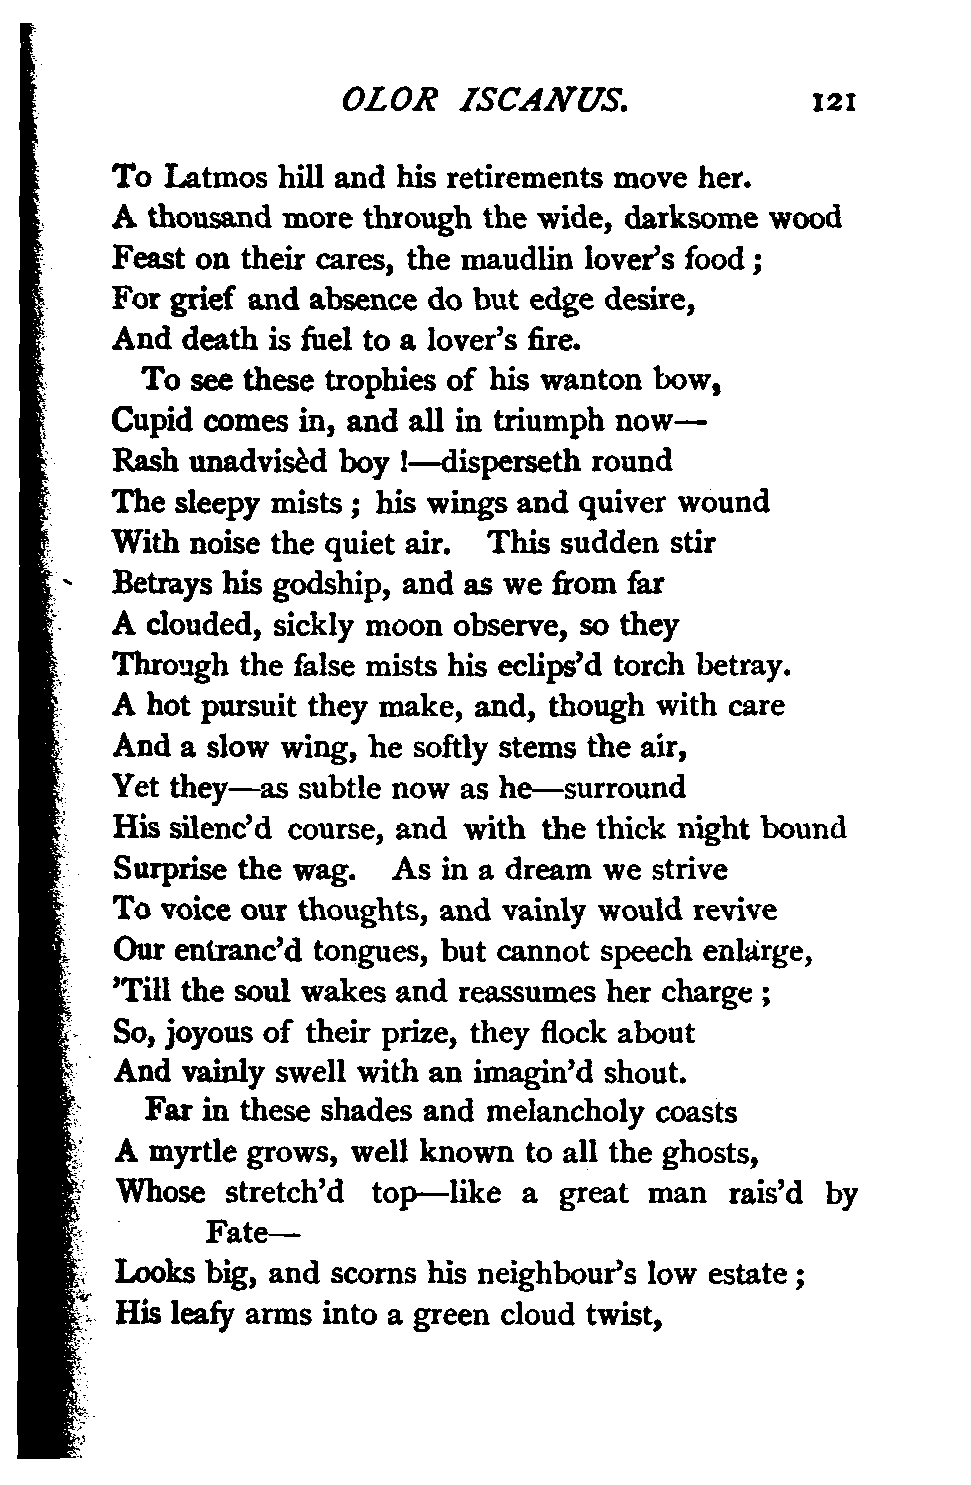 OLOR ISCANUS. 121
To Latmos hill and his retirements move her.
A thousand more through the wide, darksome wood
Feast on their cares, the maudlin lover's food ;
For grief and absence do but edge desire,
And death is fuel to a lover's fire.
To see these trophies of his wanton bow,
Cupid comes in, and all in triumph now—
Rash unadvisèd boy !—disperseth round
The sleepy mists ; his wings and quiver wound
With noise the quiet air. This sudden stir
Betrays his godship, and as we from far
A clouded, sickly moon observe, so they
Through the false mists his eclips'd torch betray.
A hot pursuit they make, and, though with care
And a slow wing, he softly stems the air,
Yet they—as subtle now as he—surround
His silenc'd course, and with the thick night bound
Surprise the wag. As in a dream we strive
To voice our thoughts, and vainly would revive
Our entranc'd tongues, but cannot speech enlarge,
'Till the soul wakes and reassumes her charge ;
So, joyous of their prize, they flock about
And vainly swell with an imagin'd shout.
Far in these shades and melancholy coasts
A myrtle grows, well known to all the ghosts,
Whose stretch'd top—like a great man rais'd by
Fate—
Looks big, and scorns his neighbour's low estate ;
His leafy arms into a green cloud twist,